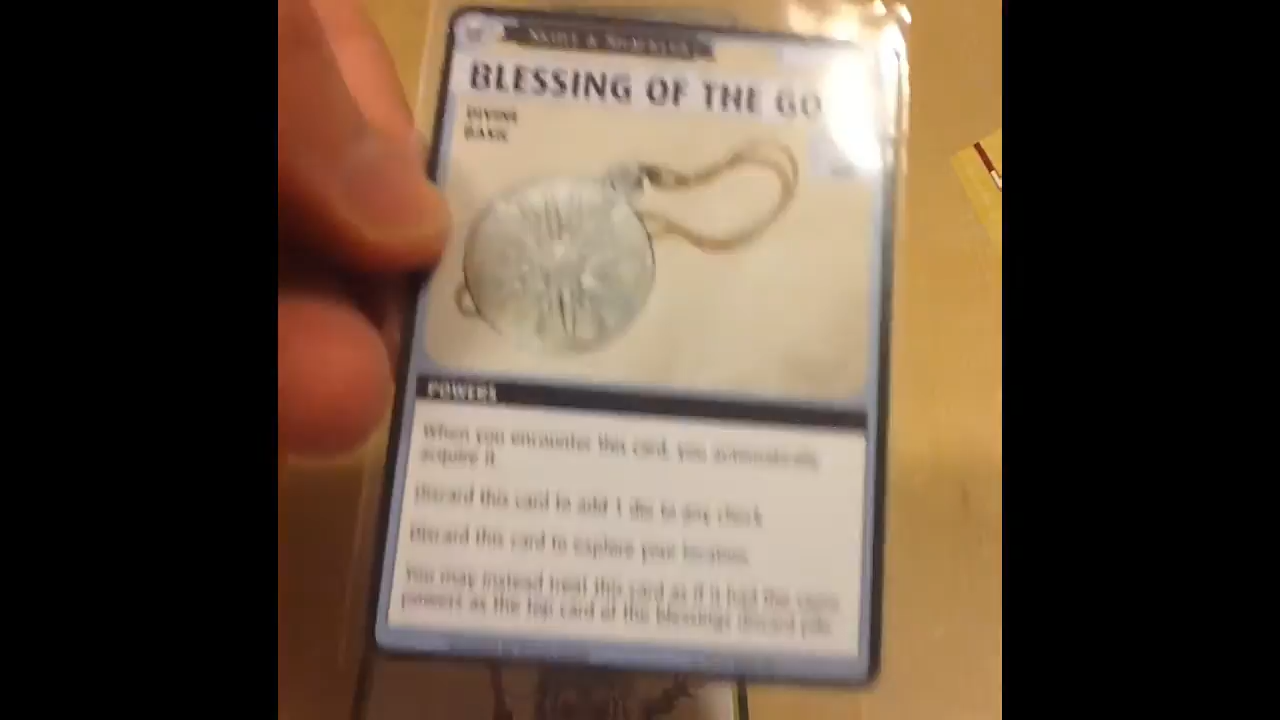 BLESSING OF THE GO
DIVINE
BASIC
POWERS
When you encounter this card, you automatically
acquire it.
Discard this card to add 1 die to any check.
Discard this card to explore your location.
You may instead treat this card as if it had the same
powers as the top card of the blessings discard pile.